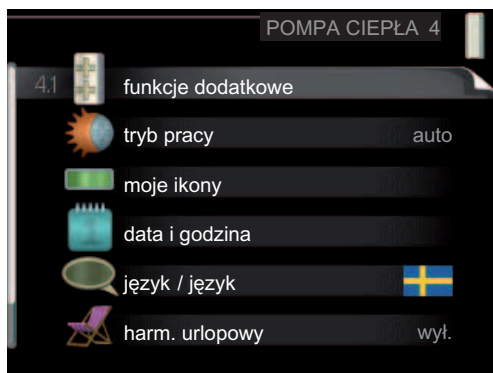 POMPA CIEPŁA 4
4.1 funkcje dodatkowe
tryb pracy auto
moje ikony
data i godzina
język / język
harm. urlopowy wył.